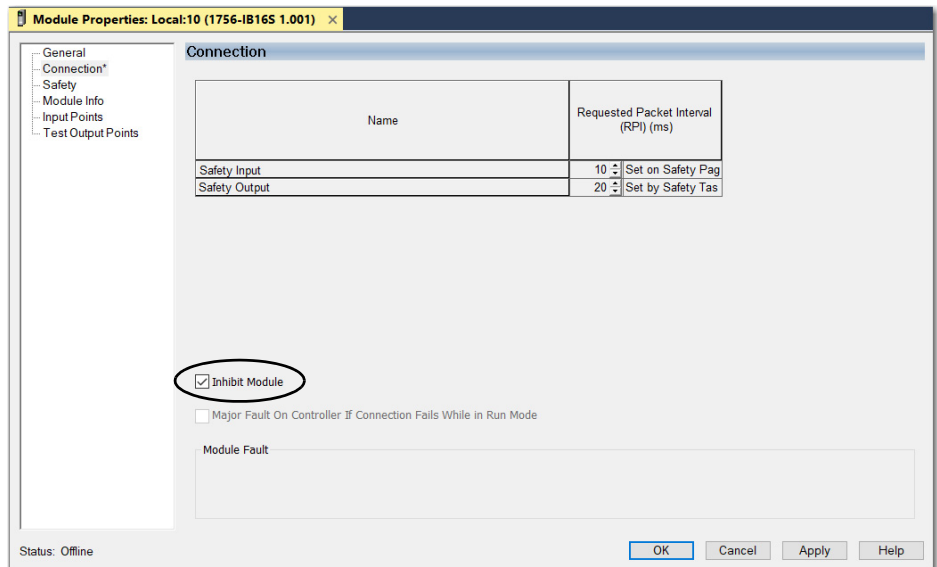 Module Properties: Local:10 (1756-IB16S 1.001) ×
General
Connection*
Safety
Module Info
Input Points
Test Output Points
Connection
Name
Requested Packet Interval
(RPI) (ms)
Safety Input 10 Set on Safety Pag
Safety Output 20 Set by Safety Tas
Inhibit Module
Major Fault On Controller If Connection Fails While in Run Mode
Module Fault
Status: Offline
OK Cancel Apply Help